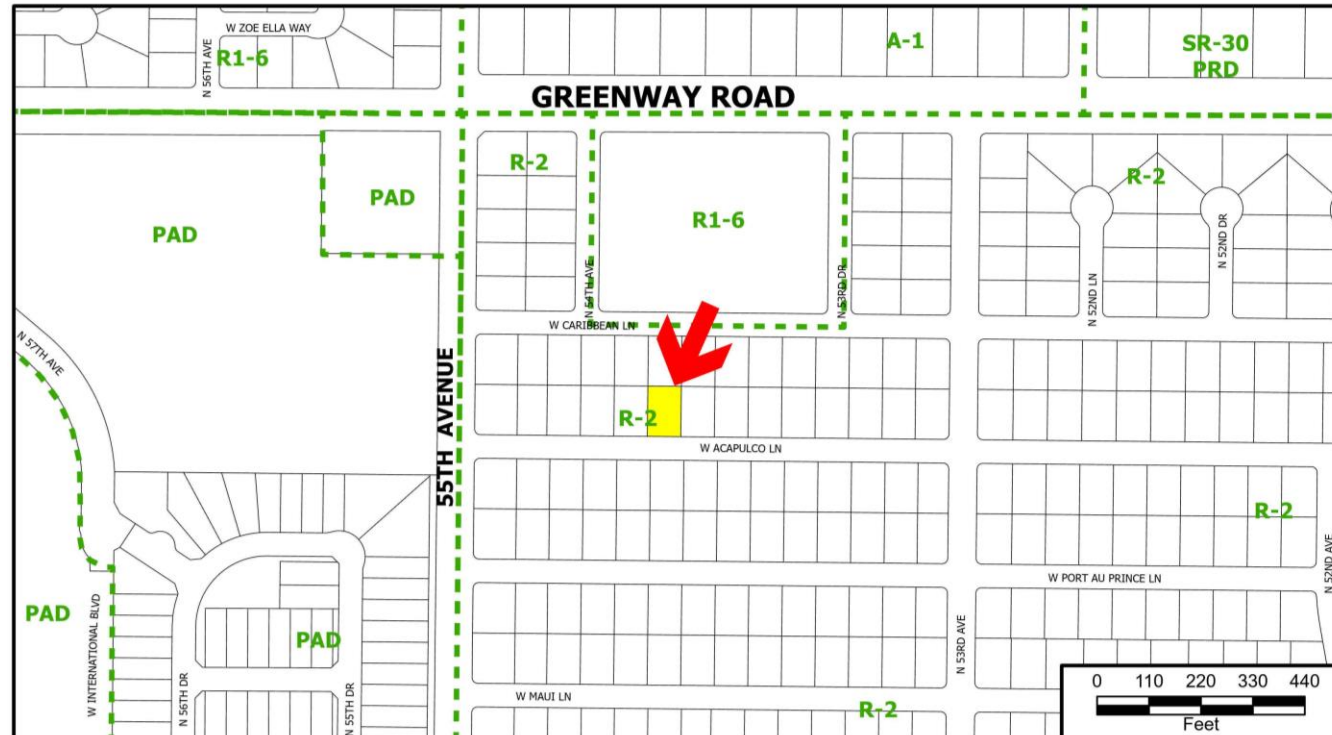 W ZOE ELLA WAY
N 56TH AVE
R1-6
A-1
SR-30
PRD
GREENWAY ROAD
PAD
PAD
R-2
R1-6
R-2
N 54TH AVE
N 53RD DR
N 52ND LN
N 52ND DR
W CARIBBEAN LN
N 57TH AVE
55TH AVENUE
R-2
W ACAPULCO LN
R-2
N 52ND AVE
W PORT AU PRINCE LN
PAD
W INTERNATIONAL BLVD
PAD
N 56TH DR
N 55TH DR
N 53RD AVE
W MAUI LN
R-2
0 110 220 330 440
Feet